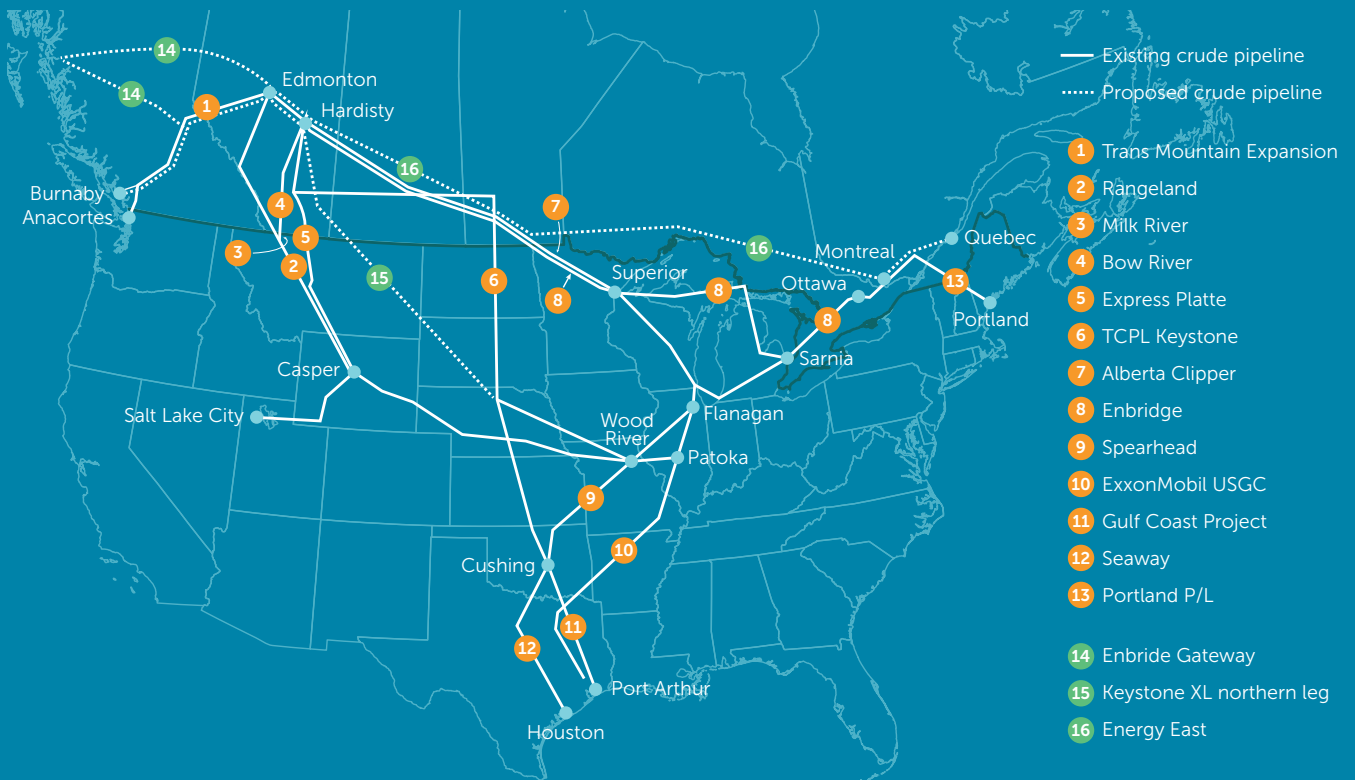 14
Edmonton
14
1
Hardisty
16
Burnaby
Anacortes
4
7
5
3
2
15
6
8
Superior
8
16
Montreal
Quebec
Ottawa
13
Portland
8
Sarnia
Casper
Salt Lake City
Flanagan
Wood
River
Patoka
9
10
Cushing
11
12
Port Arthur
Houston
Existing crude pipeline
Proposed crude pipeline
1 Trans Mountain Expansion
2 Rangeland
3 Milk River
4 Bow River
5 Express Platte
6 TCPL Keystone
7 Alberta Clipper
8 Enbridge
9 Spearhead
10 ExxonMobil USGC
11 Gulf Coast Project
12 Seaway
13 Portland P/L
14 Enbride Gateway
15 Keystone XL northern leg
16 Energy East